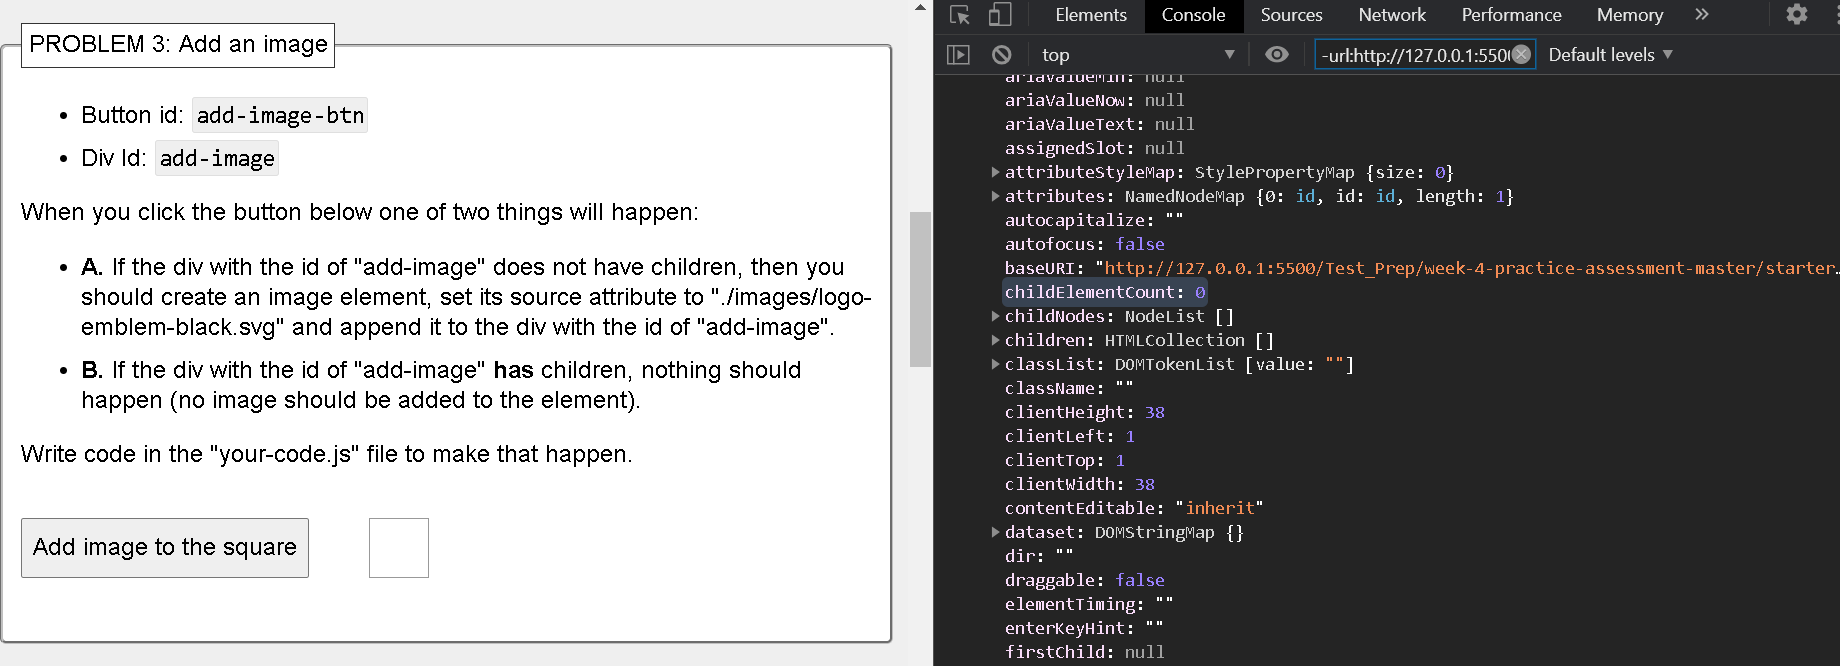 PROBLEM 3: Add an image
• Button id: add-image-btn
• Div Id: add-image
When you click the button below one of two things will happen:
• A. If the div with the id of "add-image" does not have children, then you
should create an image element, set its source attribute to "./images/logo-
emblem-black.svg" and append it to the div with the id of "add-image".
• B. If the div with the id of "add-image" has children, nothing should
happen (no image should be added to the element).
Write code in the "your-code.js" file to make that happen.
Add image to the square
Elements Console Sources Network Performance Memory »
top -url:http://127.0.0.1:550 Default levels
ariaValueMin: null
ariaValueNow: null
ariaValueText: null
assignedSlot: null
attributeStyleMap: StylePropertyMap {size: 0}
attributes: NamedNodeMap {0: id, id: id, length: 1}
autocapitalize: ""
autofocus: false
baseURI: "http://127.0.0.1:5500/Test_Prep/week-4-practice-assessment-master/starter…
childElementCount: 0
childNodes: NodeList []
children: HTMLCollection []
classList: DOMTokenList [value: ""]
className: ""
clientHeight: 38
clientLeft: 1
clientTop: 1
clientWidth: 38
contentEditable: "inherit"
dataset: DOMStringMap {}
dir: ""
draggable: false
elementTiming: ""
enterKeyHint: ""
firstChild: null